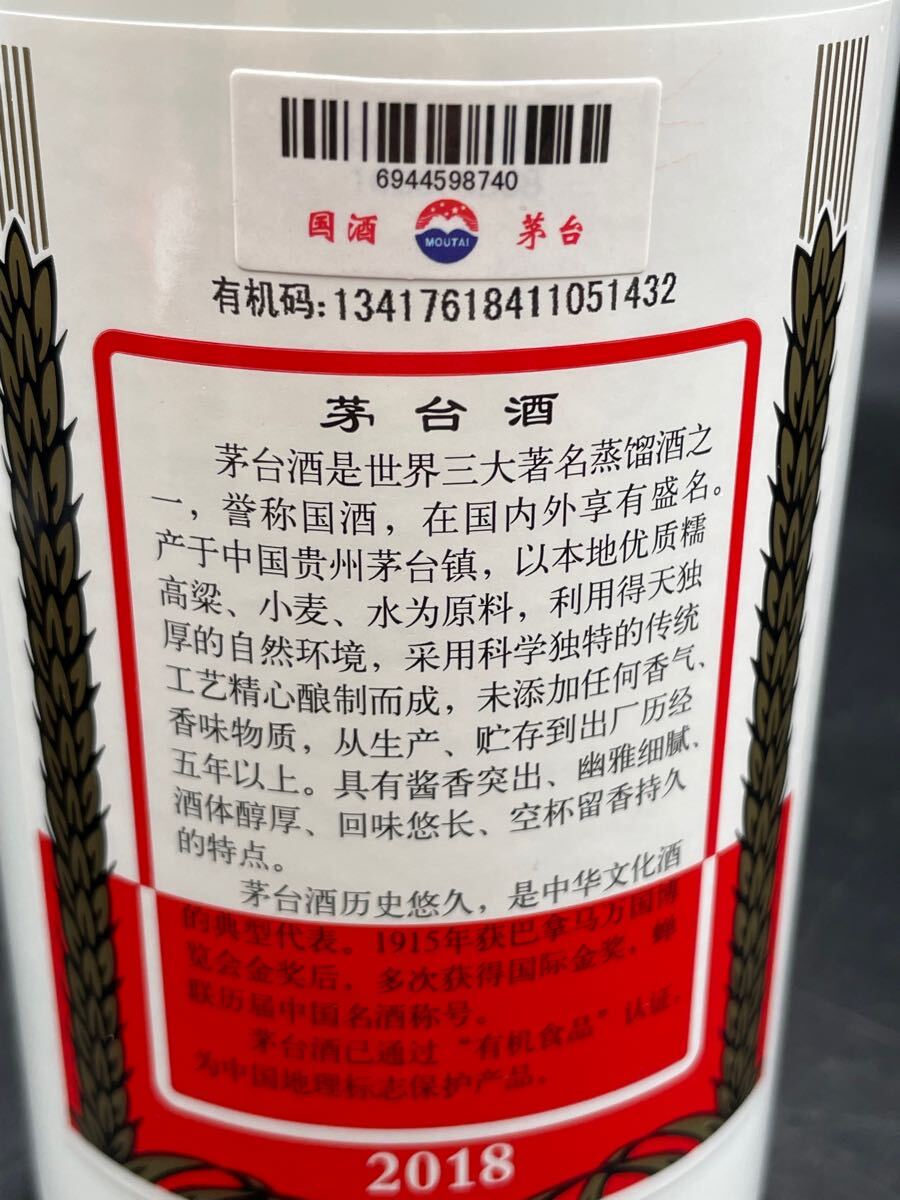 6944598740
国酒 MOUTAI 茅台
有机码:13417618411051432
茅台酒
茅台酒是世界三大著名蒸馏酒之
一，誉称国酒，在国内外享有盛名。
产于中国贵州茅台镇，以本地优质糯
高粱、小麦、水为原料，利用得天独
厚的自然环境，采用科学独特的传统
工艺精心酿制而成，未添加任何香气、
香味物质，从生产、贮存到出厂历经
五年以上。具有酱香突出、幽雅细腻、
酒体醇厚、回味悠长、空杯留香持久
的特点。
茅台酒历史悠久，是中华文化酒
的典型代表。1915年获巴拿马万国博
览会金奖后，多次获得国际金奖，蝉
联历届中国名酒称号。
茅台酒已通过“有机食品”认证，
为中国地理标志保护产品。
2018